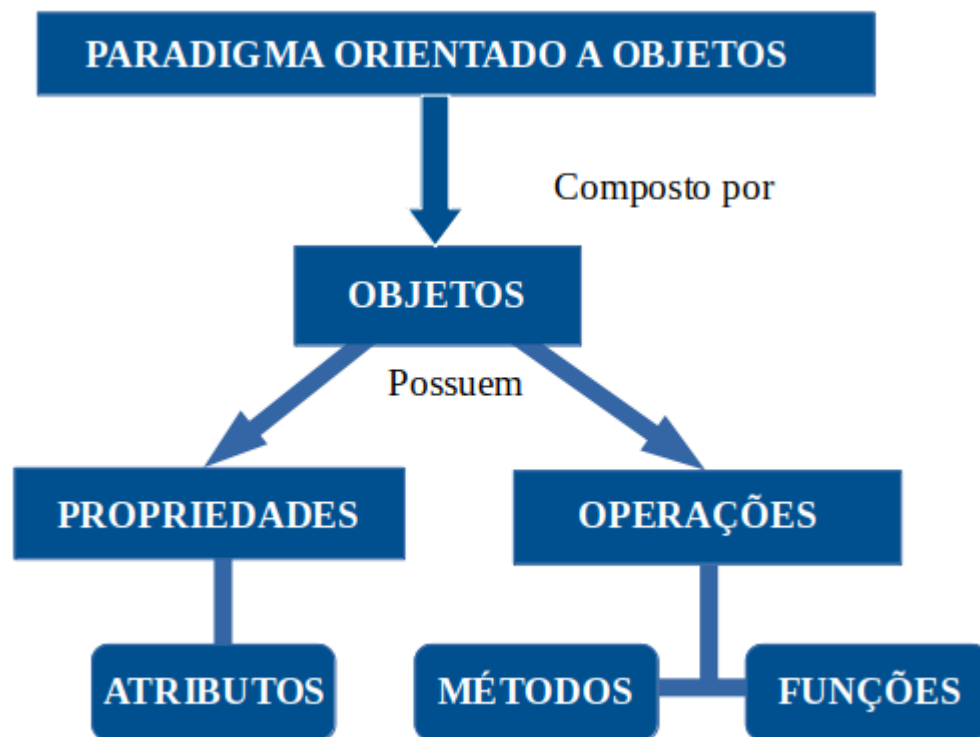 PARADIGMA ORIENTADO A OBJETOS
Composto por
OBJETOS
Possuem
PROPRIEDADES
OPERAÇÕES
ATRIBUTOS
MÉTODOS
FUNÇÕES